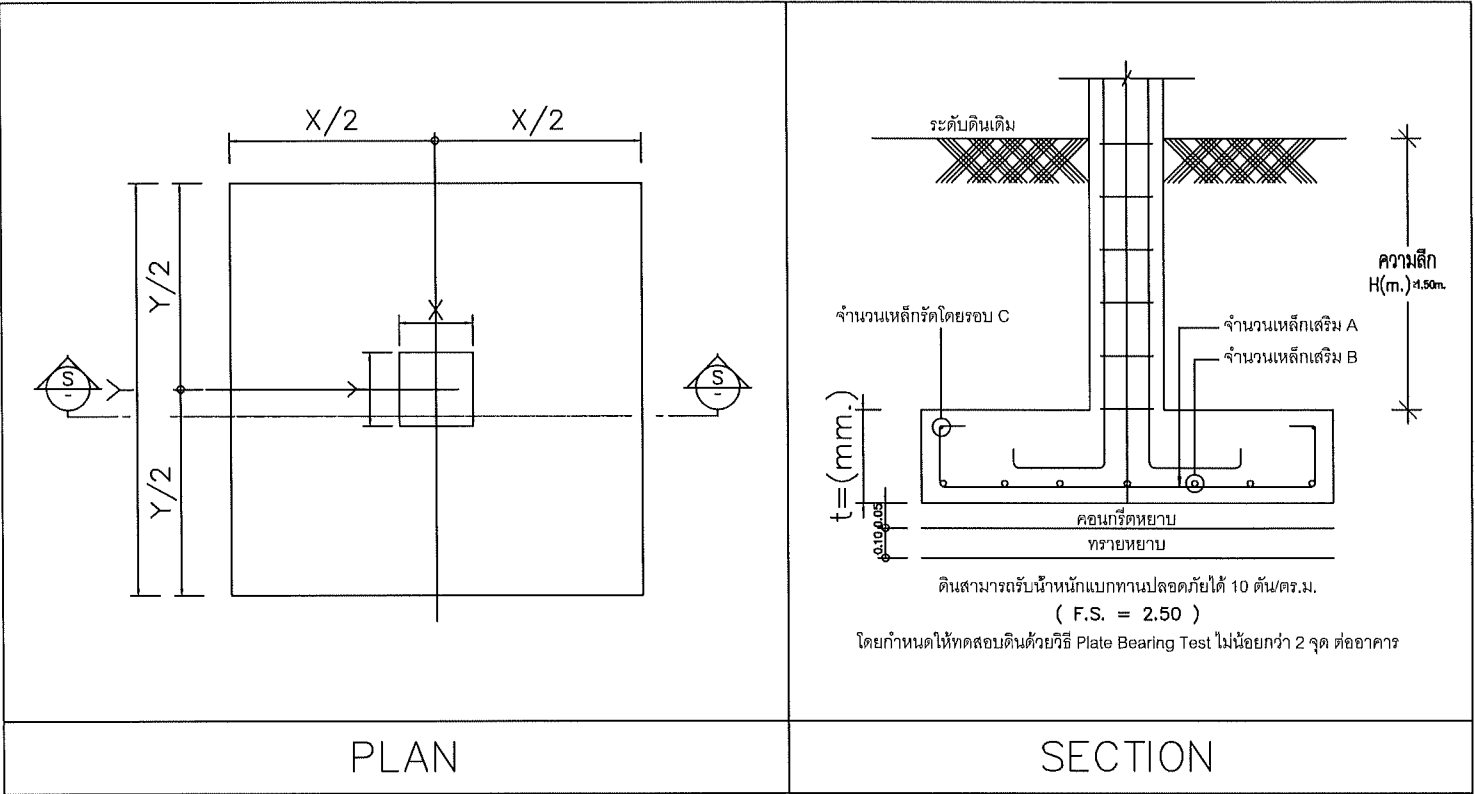 X/2 X/2
Y/2
Y/2
X
Y
S
-
S
-
PLAN
ระดับดินเดิม
ความลึก
H(m.) 1.50m.
จำนวนเหล็กรัดโดยรอบ C
จำนวนเหล็กเสริม A
จำนวนเหล็กเสริม B
t=(mm.)
0.05
0.10
คอนกรีตหยาบ
ทรายหยาบ
ดินสามารถรับน้ำหนักแบกทานปลอดภัยได้ 10 ตัน/ตร.ม.
( F.S. = 2.50 )
โดยกำหนดให้ทดสอบดินด้วยวิธี Plate Bearing Test ไม่น้อยกว่า 2 จุด ต่ออาคาร
SECTION